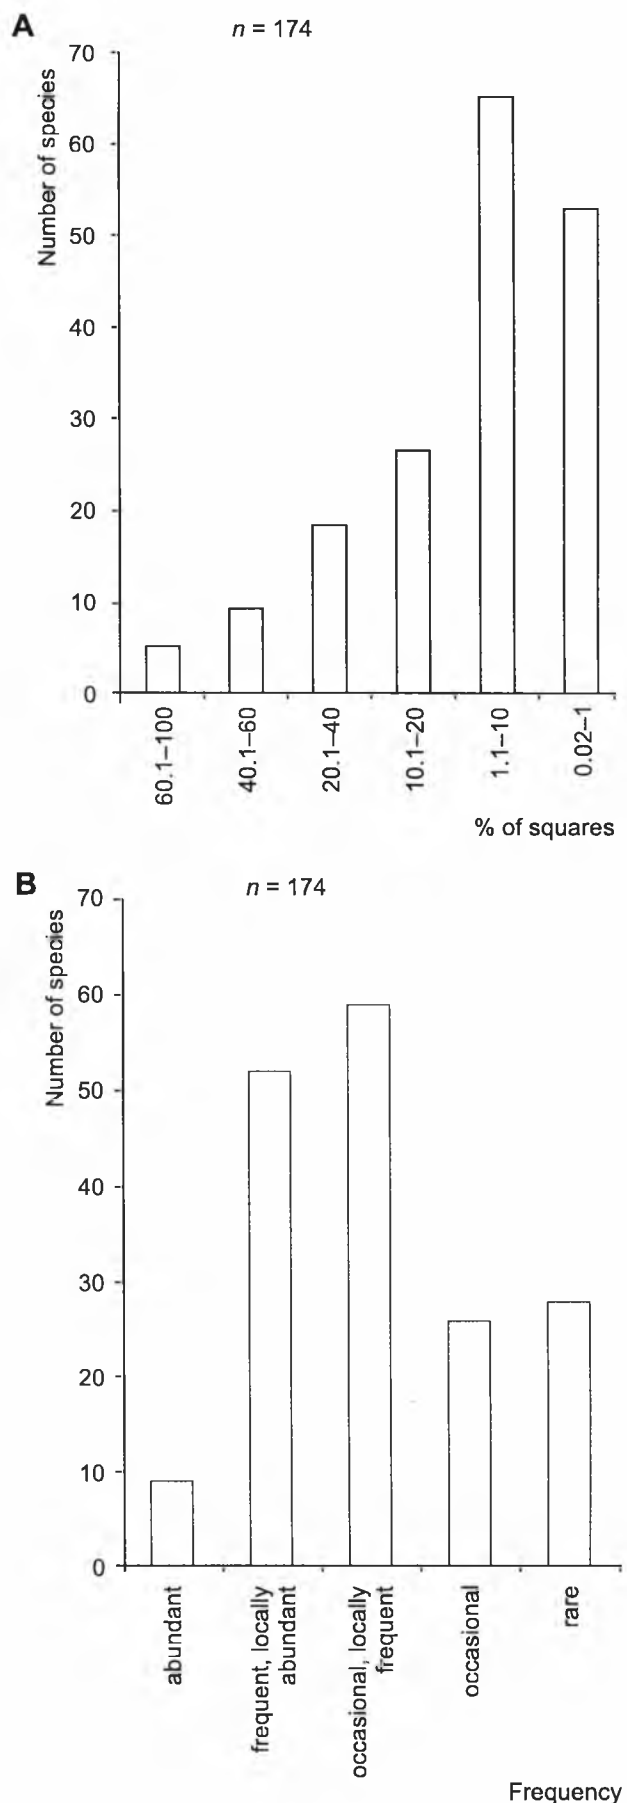 A
n = 174
Number of species
70
60
50
40
30
20
10
0
60.1–100
40.1–60
20.1–40
10.1–20
1.1–10
0.02–1
% of squares
B
n = 174
Number of species
70
60
50
40
30
20
10
0
abundant
frequent, locally
abundant
occasional, locally
frequent
occasional
rare
Frequency